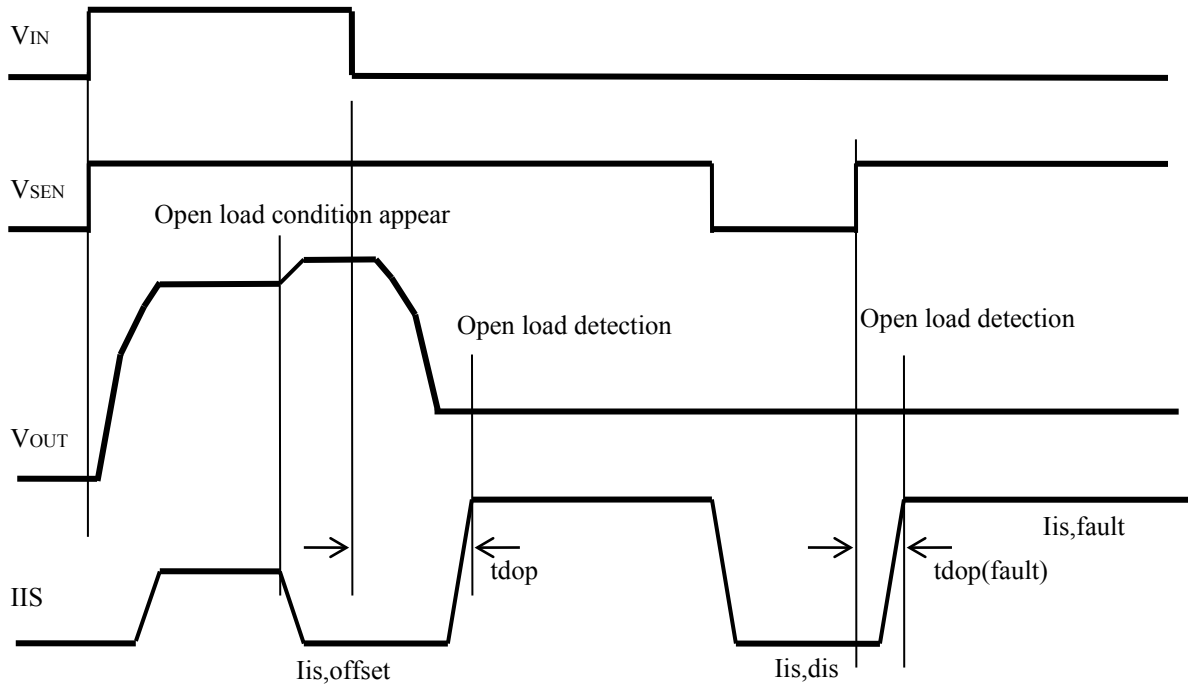 VIN
VSEN
Open load condition appear
Open load detection
Open load detection
VOUT
Iis,fault
tdop
tdop(fault)
IIS
Iis,offset
Iis,dis